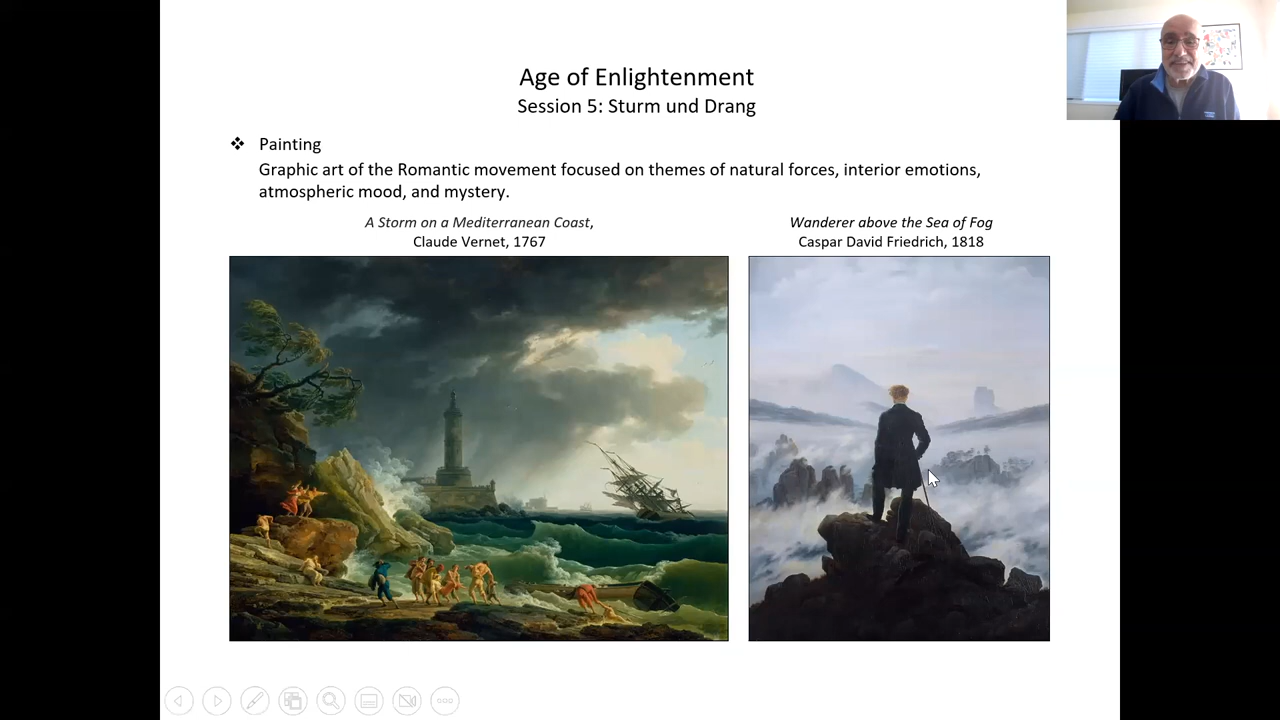 Age of Enlightenment
Session 5: Sturm und Drang
❖ Painting
Graphic art of the Romantic movement focused on themes of natural forces, interior emotions,
atmospheric mood, and mystery.
A Storm on a Mediterranean Coast,
Claude Vernet, 1767
Wanderer above the Sea of Fog
Caspar David Friedrich, 1818